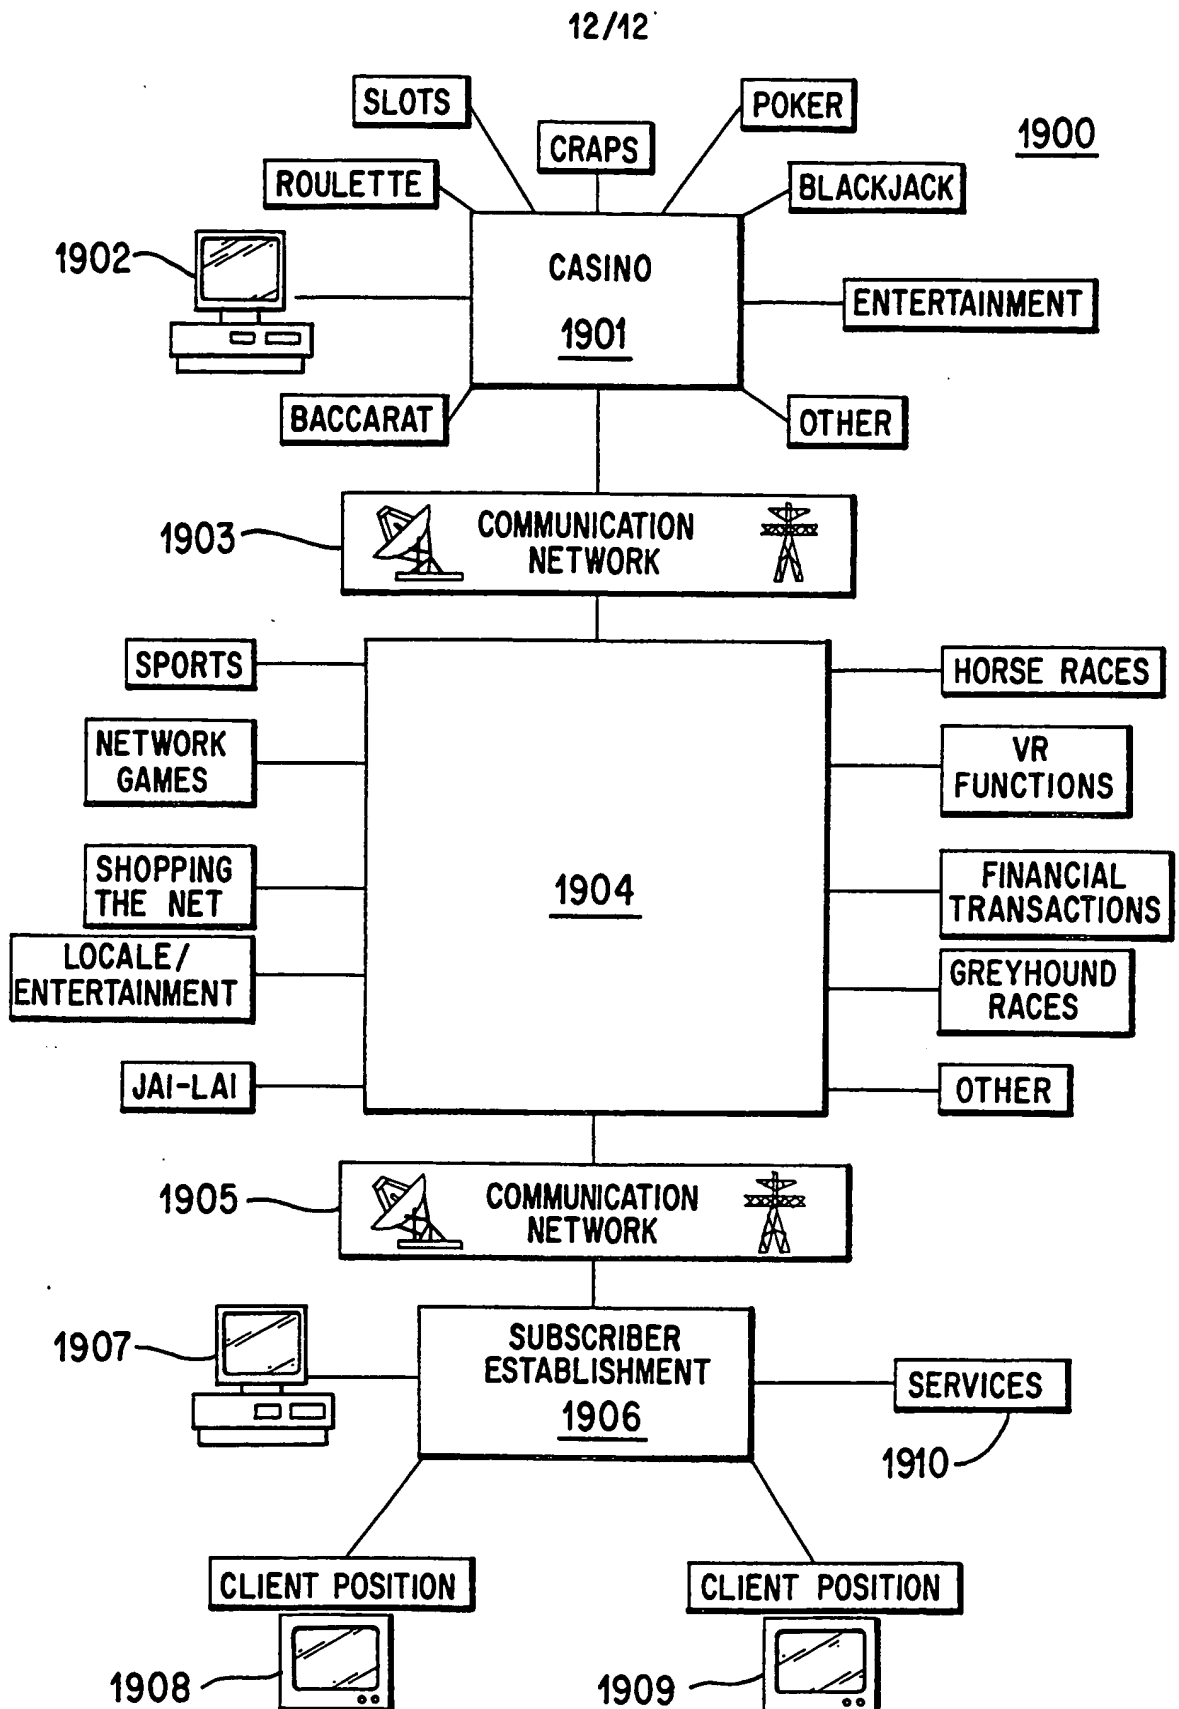 12/12
SLOTS
POKER
CRAPS
1900
ROULETTE
BLACKJACK
1902
CASINO
1901
ENTERTAINMENT
BACCARAT
OTHER
1903
COMMUNICATION
NETWORK
SPORTS
HORSE RACES
NETWORK
GAMES
VR
FUNCTIONS
SHOPPING
THE NET
1904
FINANCIAL
TRANSACTIONS
LOCALE/
ENTERTAINMENT
GREYHOUND
RACES
JAI-LAI
OTHER
1905
COMMUNICATION
NETWORK
1907
SUBSCRIBER
ESTABLISHMENT
1906
SERVICES
1910
CLIENT POSITION
CLIENT POSITION
1908
1909